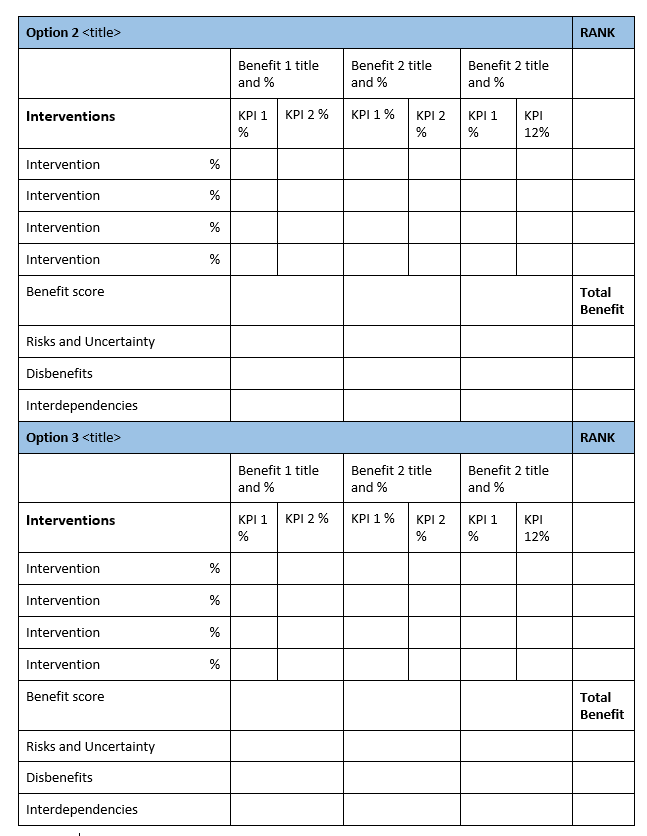 Option 2 <title> RANK
Benefit 1 title Benefit 2 title Benefit 2 title
and % and % and %
Interventions KPI 1 KPI 2 % KPI 1 % KPI 2 KPI 1 KPI
% % % 12%
Intervention %
Intervention %
Intervention %
Intervention %
Benefit score Total
Benefit
Risks and Uncertainty
Disbenefits
Interdependencies
Option 3 <title> RANK
Benefit 1 title Benefit 2 title Benefit 2 title
and % and % and %
Interventions KPI 1 KPI 2 % KPI 1 % KPI 2 KPI 1 KPI
% % % 12%
Intervention %
Intervention %
Intervention %
Intervention %
Benefit score Total
Benefit
Risks and Uncertainty
Disbenefits
Interdependencies